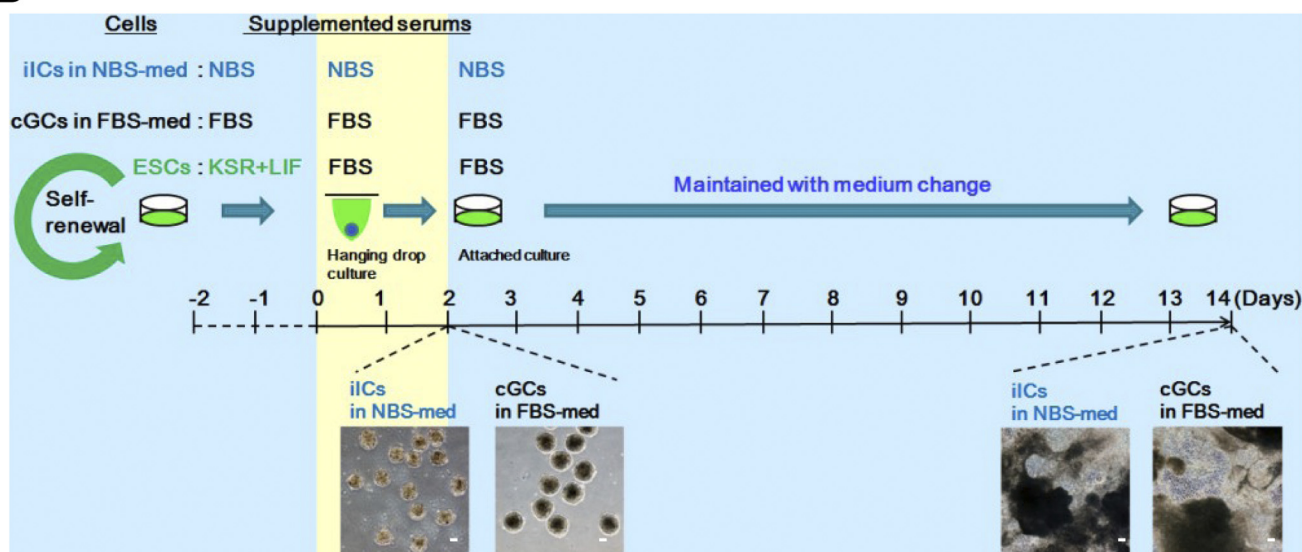 Cells Supplemented serums
iICs in NBS-med : NBS NBS NBS
cGCs in FBS-med : FBS FBS FBS
ESCs : KSR+LIF FBS FBS
Self-
renewal
Maintained with medium change
Hanging drop
culture
Attached culture
-2 -1 0 1 2 3 4 5 6 7 8 9 10 11 12 13 14 (Days)
iICs
in NBS-med
cGCs
in FBS-med
iICs
in NBS-med
cGCs
in FBS-med